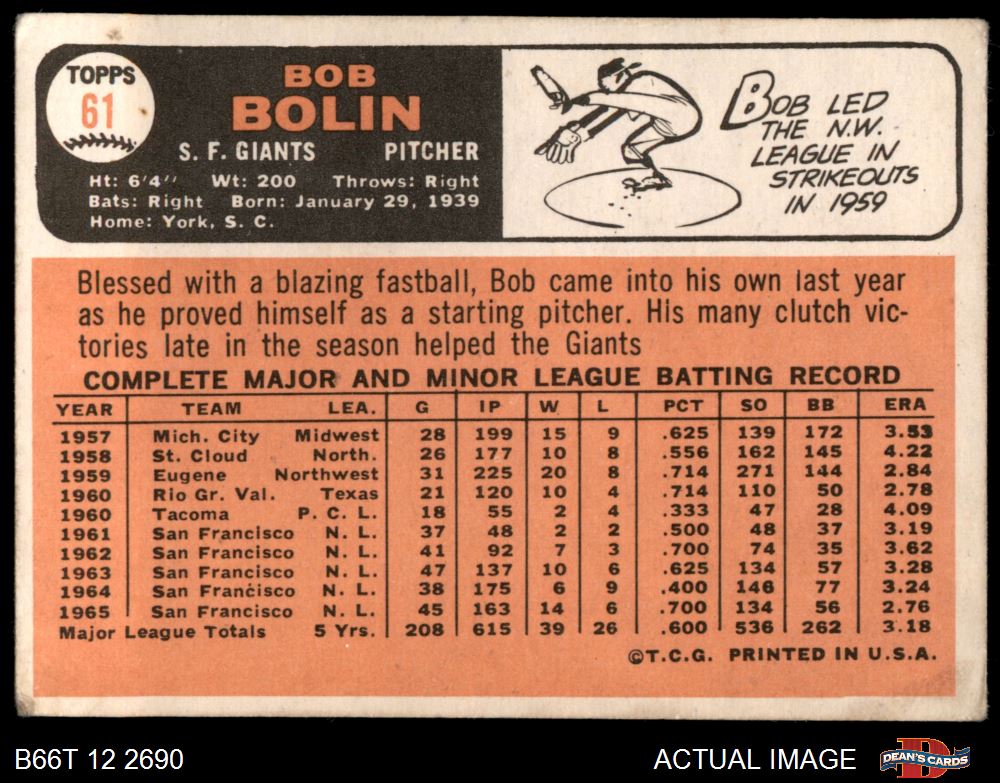 TOPPS
61
BOB
BOLIN
S. F. GIANTS PITCHER
Ht: 6'4" Wt: 200 Throws: Right
Bats: Right Born: January 29, 1939
Home: York, S. C.
BOB LED
THE N.W.
LEAGUE IN
STRIKEOUTS
IN 1959
Blessed with a blazing fastball, Bob came into his own last year
as he proved himself as a starting pitcher. His many clutch vic-
tories late in the season helped the Giants
COMPLETE MAJOR AND MINOR LEAGUE BATTING RECORD
YEAR TEAM LEA. G IP W L PCT SO BB ERA
1957 Mich. City Midwest 28 199 15 9 .625 139 172 3.53
1958 St. Cloud North. 26 177 10 8 .556 162 145 4.22
1959 Eugene Northwest 31 225 20 8 .714 271 144 2.84
1960 Rio Gr. Val. Texas 21 120 10 4 .714 110 50 2.78
1960 Tacoma P. C. L. 18 55 2 4 .333 47 28 4.09
1961 San Francisco N. L. 37 48 2 2 .500 48 37 3.19
1962 San Francisco N. L. 41 92 7 3 .700 74 35 3.62
1963 San Francisco N. L. 47 137 10 6 .625 134 57 3.28
1964 San Francisco N. L. 38 175 6 9 .400 146 77 3.24
1965 San Francisco N. L. 45 163 14 6 .700 134 56 2.76
Major League Totals 5 Yrs. 208 615 39 26 .600 536 262 3.18
©T.C.G. PRINTED IN U.S.A.
B66T 12 2690 ACTUAL IMAGE DEAN'S CARDS